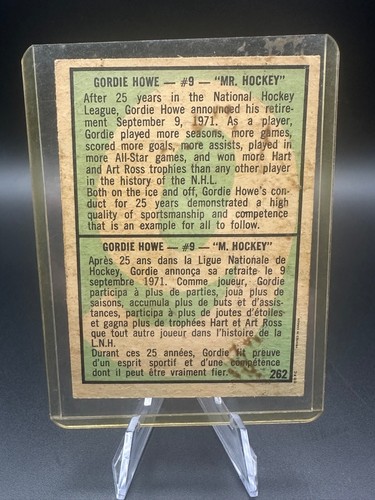 GORDIE HOWE — #9 — "MR. HOCKEY"
After 25 years in the National Hockey
League, Gordie Howe announced his retire-
ment September 9, 1971. As a player,
Gordie played more seasons, more games,
scored more goals, more assists, played in
more All-Star games, and won more Hart
and Art Ross trophies than any other player
in the history of the N.H.L.
Both on the ice and off, Gordie Howe's con-
duct for 25 years demonstrated a high
quality of sportsmanship and competence
that is an example for all to follow.
GORDIE HOWE — #9 — "M. HOCKEY"
Après 25 ans dans la Ligue Nationale de
Hockey, Gordie annonça sa retraite le 9
septembre 1971. Comme joueur, Gordie
participa à plus de parties, joua plus de
saisons, accumula plus de buts et d'assis-
tances, participa à plus de joutes d'étoiles
et gagna plus de trophées Hart et Art Ross
que tout autre joueur dans l'histoire de la
L.N.H.
Durant ces 25 années, Gordie fit preuve
d'un esprit sportif et d'une compétence
dont il peut être vraiment fier.
262